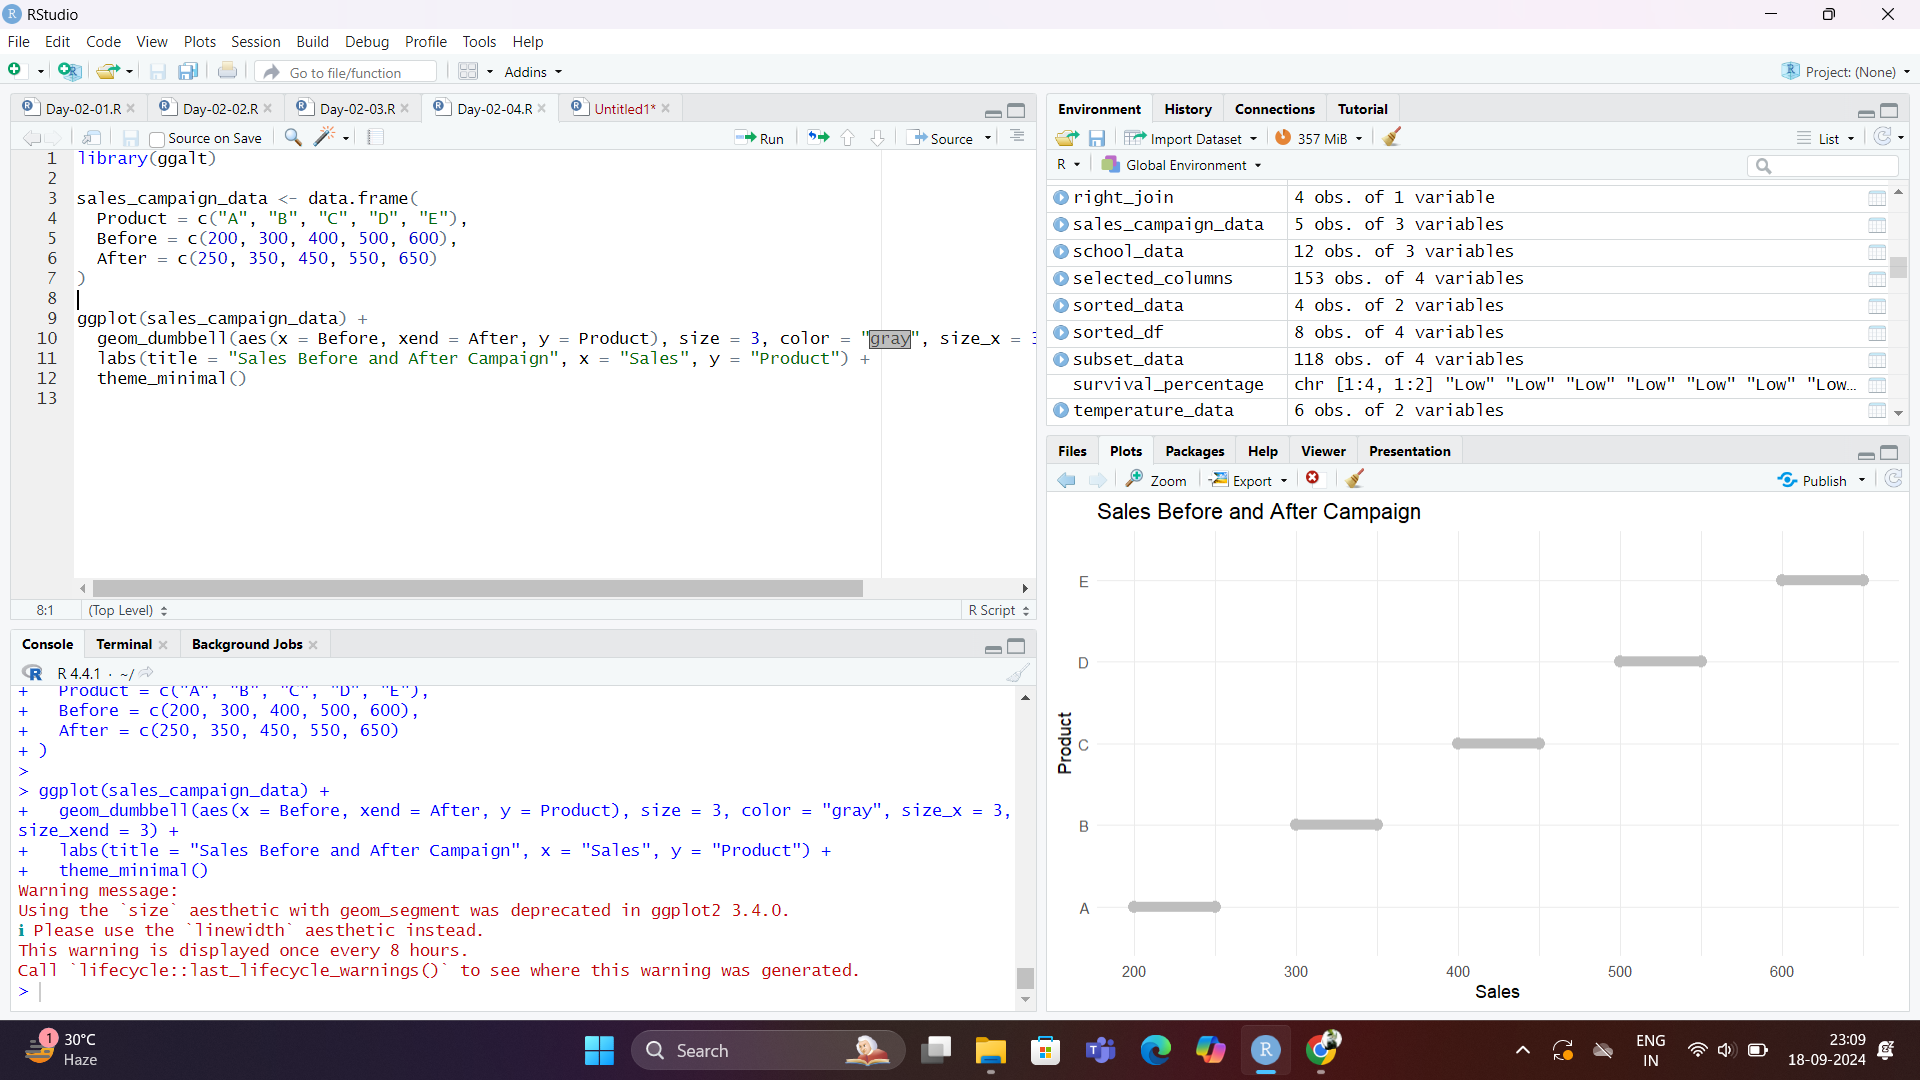 RStudio
File Edit Code View Plots Session Build Debug Profile Tools Help
Go to file/function Addins Project: (None)
Day-02-01.R Day-02-02.R Day-02-03.R Day-02-04.R Untitled1*
Source on Save Run Source
1 library(ggalt)
2
3 sales_campaign_data <- data.frame(
4 Product = c("A", "B", "C", "D", "E"),
5 Before = c(200, 300, 400, 500, 600),
6 After = c(250, 350, 450, 550, 650)
7 )
8
9 ggplot(sales_campaign_data) +
10 geom_dumbbell(aes(x = Before, xend = After, y = Product), size = 3, color = "gray", size_x = 3
11 labs(title = "Sales Before and After Campaign", x = "Sales", y = "Product") +
12 theme_minimal()
13
8:1 (Top Level) R Script
Console Terminal Background Jobs
R 4.4.1 · ~/
+ Product = c("A", "B", "C", "D", "E"),
+ Before = c(200, 300, 400, 500, 600),
+ After = c(250, 350, 450, 550, 650)
+ )
>
> ggplot(sales_campaign_data) +
+ geom_dumbbell(aes(x = Before, xend = After, y = Product), size = 3, color = "gray", size_x = 3,
size_xend = 3) +
+ labs(title = "Sales Before and After Campaign", x = "Sales", y = "Product") +
+ theme_minimal()
Warning message:
Using the `size` aesthetic with geom_segment was deprecated in ggplot2 3.4.0.
ℹ Please use the `linewidth` aesthetic instead.
This warning is displayed once every 8 hours.
Call `lifecycle::last_lifecycle_warnings()` to see where this warning was generated.
>
Environment History Connections Tutorial
Import Dataset 357 MiB List
R Global Environment
right_join 4 obs. of 1 variable
sales_campaign_data 5 obs. of 3 variables
school_data 12 obs. of 3 variables
selected_columns 153 obs. of 4 variables
sorted_data 4 obs. of 2 variables
sorted_df 8 obs. of 4 variables
subset_data 118 obs. of 4 variables
survival_percentage chr [1:4, 1:2] "Low" "Low" "Low" "Low" "Low" "Low" "Low…
temperature_data 6 obs. of 2 variables
Files Plots Packages Help Viewer Presentation
Zoom Export Publish
Sales Before and After Campaign
E
D
C
B
A
Product
200 300 400 500 600
Sales
1 30°C
Haze
Search
ENG
IN
23:09
18-09-2024